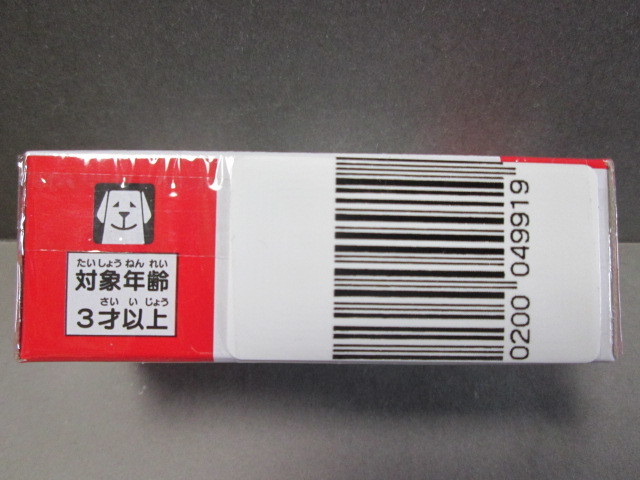 たいしょう ねん れい
対象年齢
さい い じょう
3才以上
0200 049919